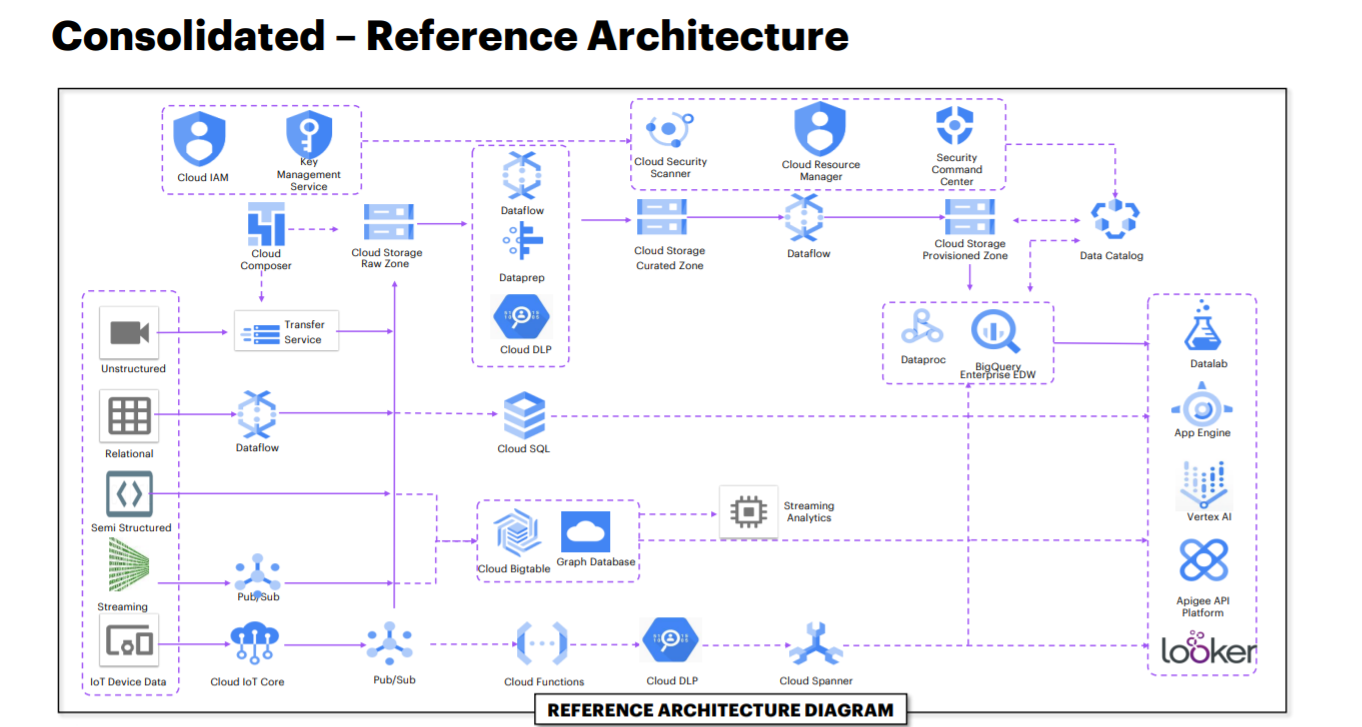 Consolidated – Reference Architecture
Cloud IAM
Key
Management
Service
Cloud Security
Scanner
Cloud Resource
Manager
Security
Command
Center
Dataflow
Cloud
Composer
Cloud Storage
Raw Zone
Dataprep
Cloud DLP
Cloud Storage
Curated Zone
Dataflow
Cloud Storage
Provisioned Zone
Data Catalog
Unstructured
Transfer
Service
Dataproc
BigQuery
Enterprise EDW
Datalab
Relational
Dataflow
Cloud SQL
App Engine
Semi Structured
Cloud Bigtable
Graph Database
Streaming
Analytics
Vertex AI
Streaming
Pub/Sub
Apigee API
Platform
IoT Device Data
Cloud IoT Core
Pub/Sub
Cloud Functions
Cloud DLP
Cloud Spanner
looker
REFERENCE ARCHITECTURE DIAGRAM